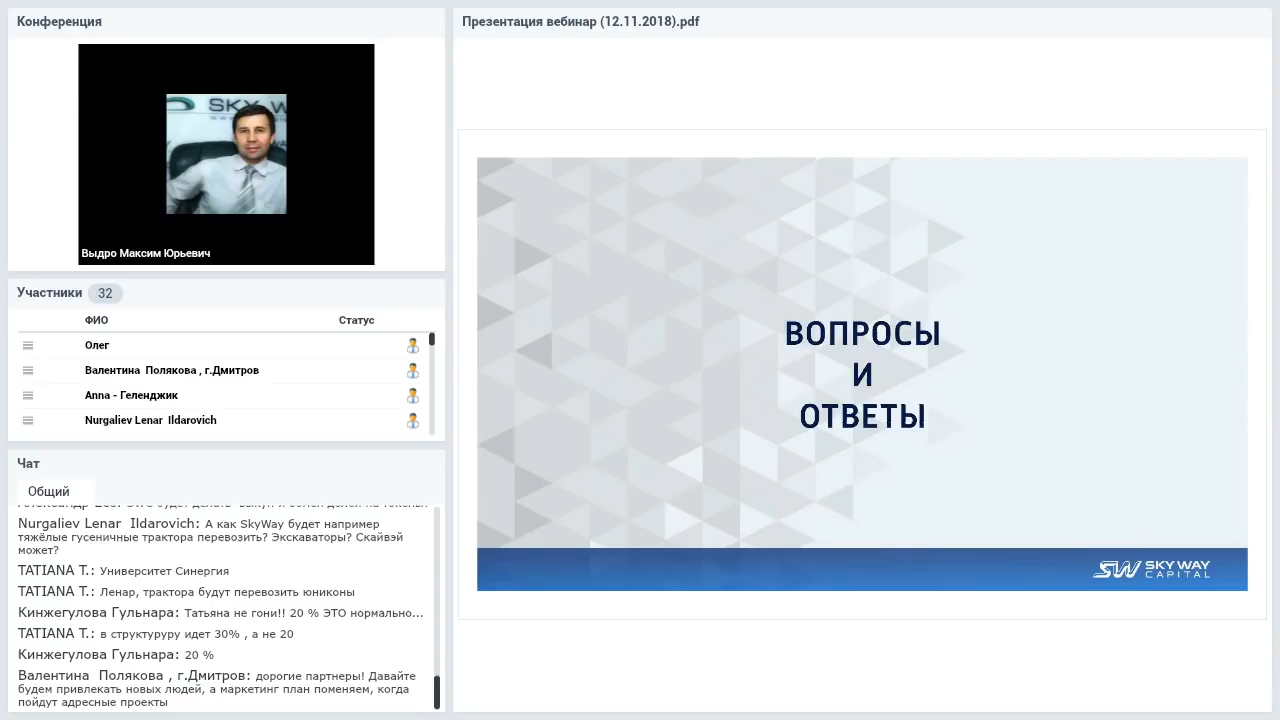 Конференция
SKY W
Выдро Максим Юрьевич
Участники 32
ФИО Статус
Олег
Валентина Полякова , г.Дмитров
Anna - Геленджик
Nurgaliev Lenar Ildarovich
Чат
Общий
Nurgaliev Lenar Ildarovich: А как SkyWay будет например
тяжёлые гусеничные трактора перевозить? Экскаваторы? Скайвэй
может?
TATIANA T.: Университет Синергия
TATIANA T.: Ленар, трактора будут перевозить юниконы
Кинжегулова Гульнара: Татьяна не гони!! 20 % ЭТО нормально...
TATIANA T.: в структуруру идет 30% , а не 20
Кинжегулова Гульнара: 20 %
Валентина Полякова , г.Дмитров: дорогие партнеры! Давайте
будем привлекать новых людей, а маркетинг план поменяем, когда
пойдут адресные проекты
Презентация вебинар (12.11.2018).pdf
ВОПРОСЫ
И
ОТВЕТЫ
SW SKY WAY
CAPITAL